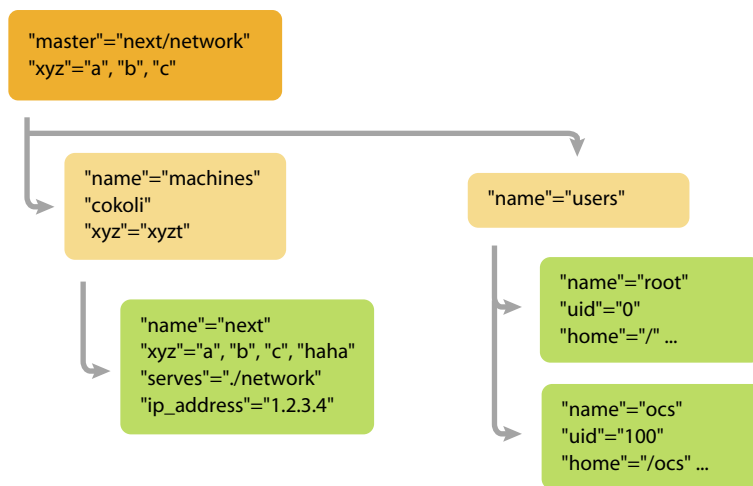 "master"="next/network"
"xyz"="a", "b", "c"
"name"="machines"
"cokoli"
"xyz"="xyzt"
"name"="users"
"name"="next"
"xyz"="a", "b", "c", "haha"
"serves"="./network"
"ip_address"="1.2.3.4"
"name"="root"
"uid"="0"
"home"="/" ...
"name"="ocs"
"uid"="100"
"home"="/ocs" ...